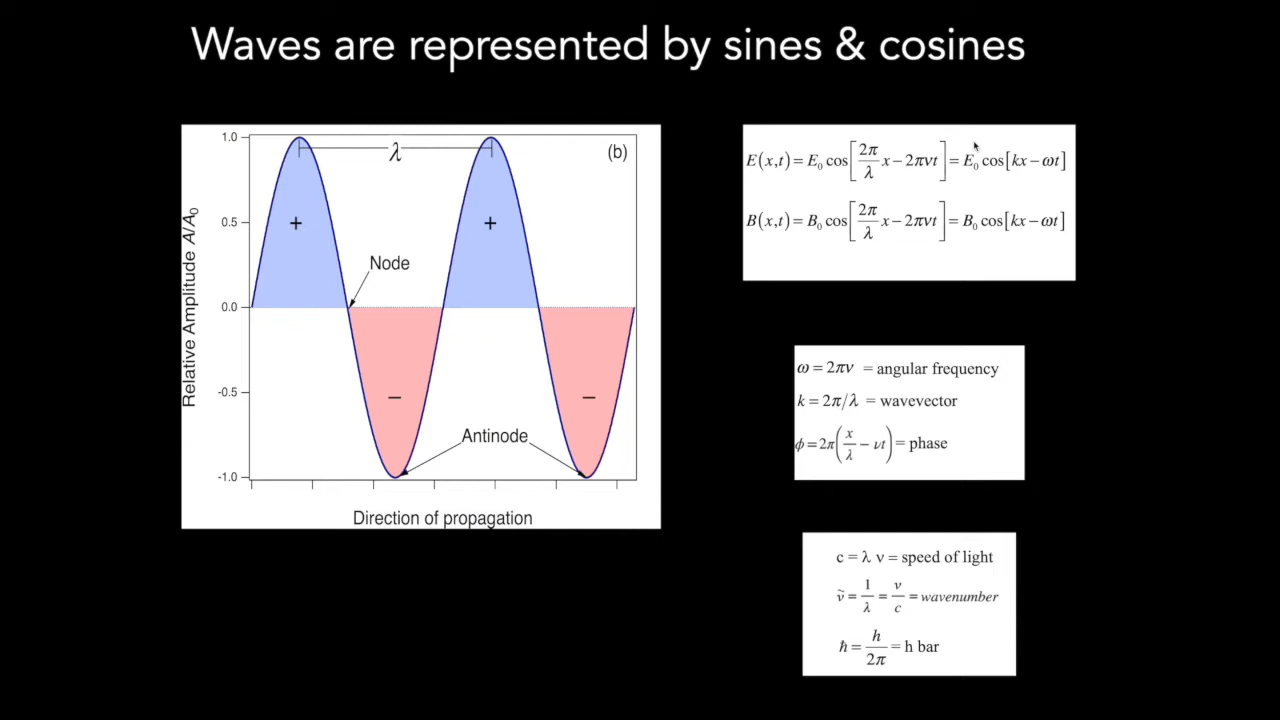 Waves are represented by sines & cosines
1.0
0.5
0.0
-0.5
-1.0
Relative Amplitude A/A₀
λ
(b)
+
+
Node
−
−
Antinode
Direction of propagation
E(x,t) = E₀ cos[2π/λ x − 2πνt] = E₀ cos[kx − ωt]
B(x,t) = B₀ cos[2π/λ x − 2πνt] = B₀ cos[kx − ωt]
ω = 2πν = angular frequency
k = 2π/λ = wavevector
ϕ = 2π(x/λ − νt) = phase
c = λ ν = speed of light
ν̃ = 1/λ = ν/c = wavenumber
ħ = h/2π = h bar